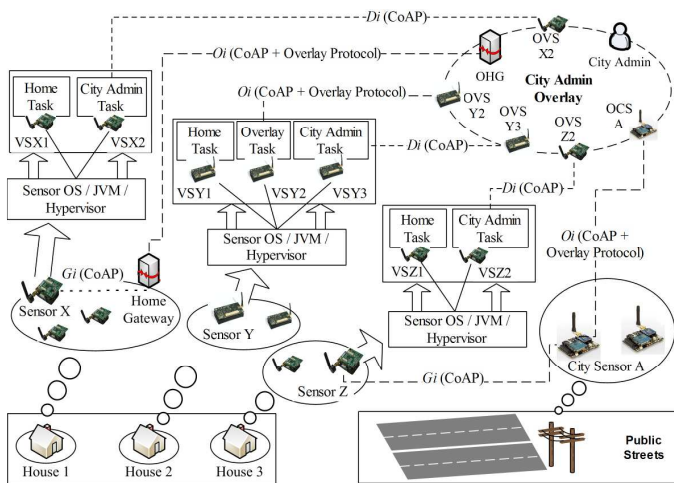 Di (CoAP)
OVS
X2
City Admin
Oi (CoAP + Overlay Protocol)
OHG
City Admin
Overlay
Home
Task
City Admin
Task
VSX1
VSX2
Oi (CoAP + Overlay Protocol)
OVS
Y2
OVS
Y3
OVS
Z2
OCS
A
Home
Task
Overlay
Task
City Admin
Task
Di (CoAP)
VSY1
VSY2
VSY3
Sensor OS / JVM /
Hypervisor
Di (CoAP)
Sensor OS / JVM /
Hypervisor
Home
Task
City Admin
Task
VSZ1
VSZ2
Oi (CoAP +
Overlay Protocol)
Gi (CoAP)
Sensor X
Home
Gateway
Sensor Y
Sensor OS / JVM /
Hypervisor
City Sensor A
Sensor Z
Gi (CoAP)
House 1
House 2
House 3
Public
Streets